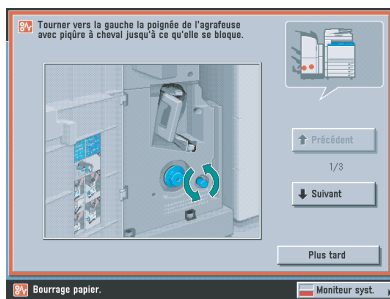 Tourner vers la gauche la poignée de l'agrafeuse
avec piqûre à cheval jusqu'à ce qu'elle se bloque.
Précédent
1/3
Suivant
Plus tard
Bourrage papier.
Moniteur syst.